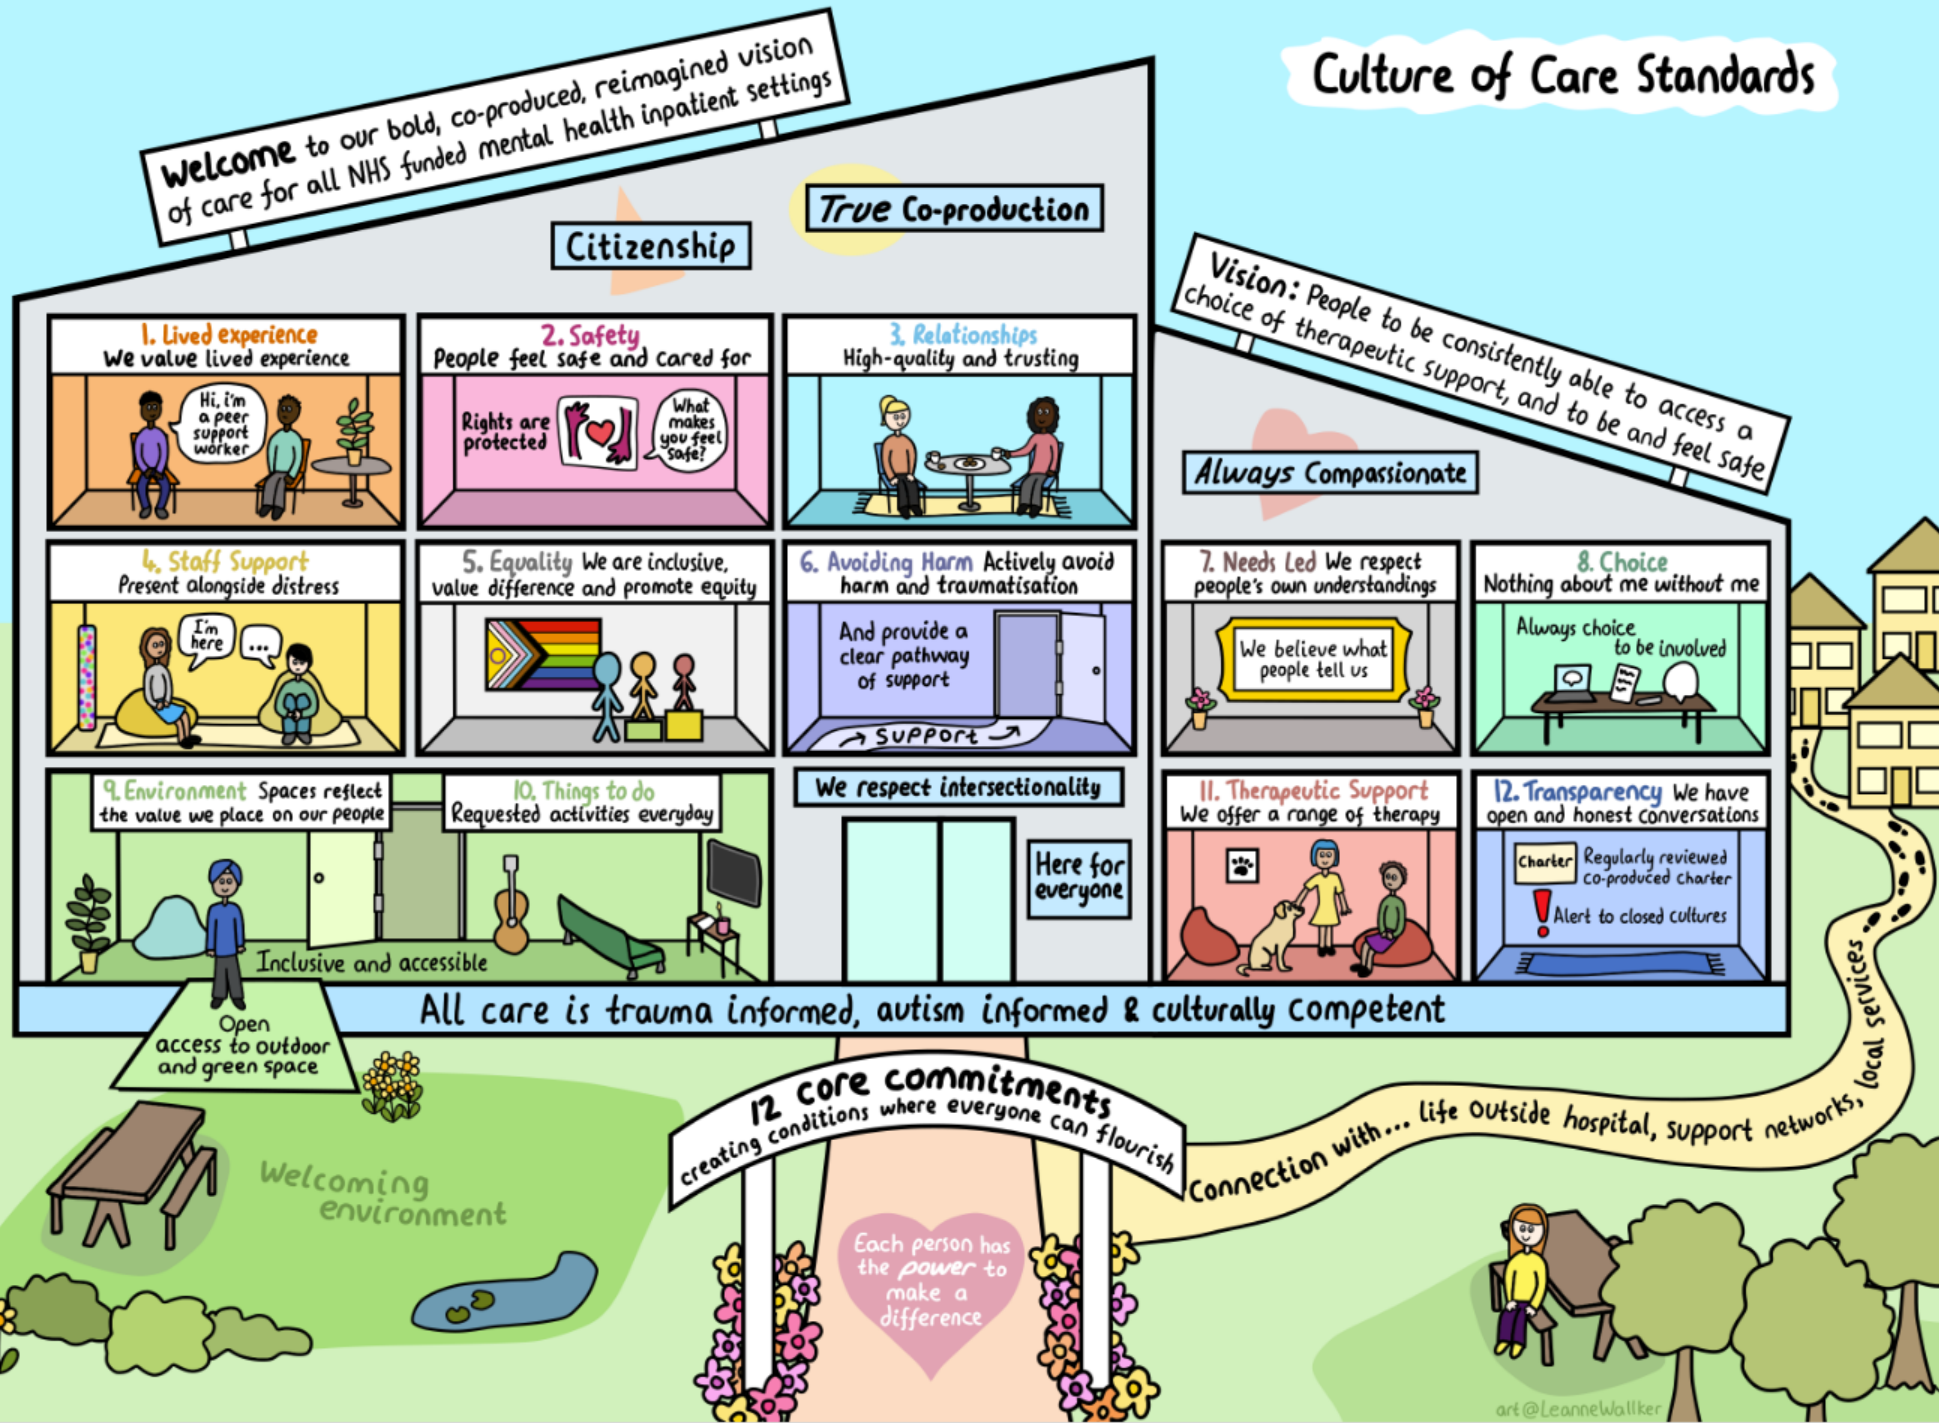 Culture of Care Standards
Welcome to our bold, co-produced, reimagined vision
of care for all NHS funded mental health inpatient settings
True Co-production
Citizenship
Vision: People to be consistently able to access a
choice of therapeutic support, and to be and feel safe
Always Compassionate
1. Lived experience
We value lived experience
Hi, i'm
a peer
support
worker
2. Safety
People feel safe and cared for
Rights are
protected
What
makes
you feel
safe?
3. Relationships
High-quality and trusting
4. Staff Support
Present alongside distress
I'm
here
...
5. Equality We are inclusive,
value difference and promote equity
6. Avoiding Harm Actively avoid
harm and traumatisation
And provide a
clear pathway
of support
→ SUPPORT →
7. Needs Led We respect
people's own understandings
We believe what
people tell us
8. Choice
Nothing about me without me
Always choice
to be involved
9. Environment Spaces reflect
the value we place on our people
10. Things to do
Requested activities everyday
Inclusive and accessible
We respect intersectionality
Here for
everyone
11. Therapeutic Support
We offer a range of therapy
12. Transparency We have
open and honest conversations
Charter
Regularly reviewed
co-produced charter
! Alert to closed cultures
All care is trauma informed, autism informed & culturally competent
Open
access to outdoor
and green space
12 core commitments
creating conditions where everyone can flourish
Connection with... life outside hospital, support networks, local services...
Welcoming
environment
Each person has
the power to
make a
difference
art@LeanneWallker